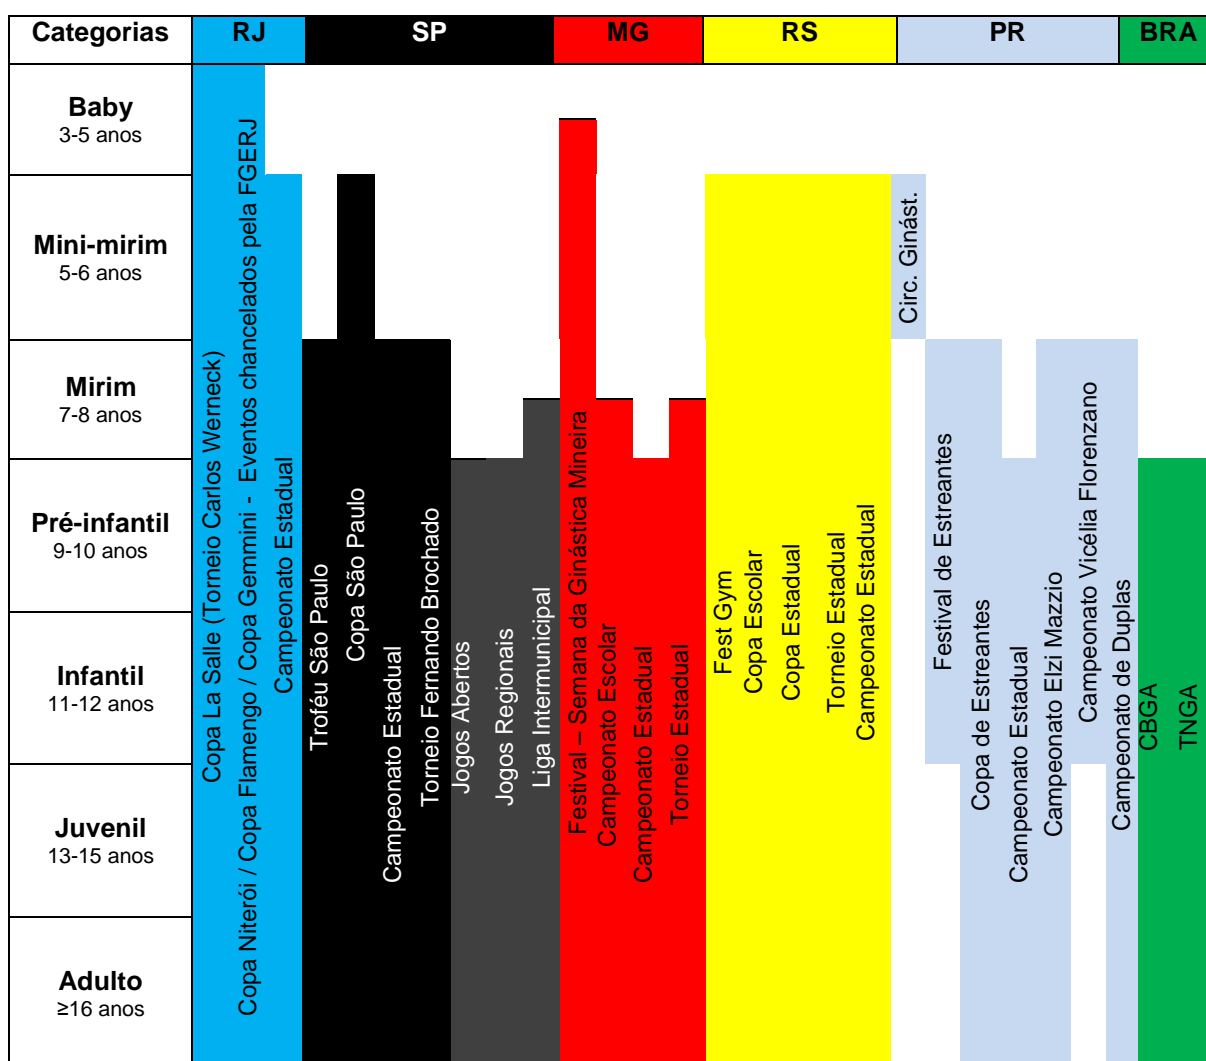 Categorias RJ SP MG RS PR BRA
Baby
3-5 anos
Mini-mirim
5-6 anos
Mirim
7-8 anos
Pré-infantil
9-10 anos
Infantil
11-12 anos
Juvenil
13-15 anos
Adulto
≥16 anos
Copa La Salle (Torneio Carlos Werneck)
Copa Niterói / Copa Flamengo / Copa Gemmini - Eventos chancelados pela FGERJ
Campeonato Estadual
Troféu São Paulo
Copa São Paulo
Campeonato Estadual
Torneio Fernando Brochado
Jogos Abertos
Jogos Regionais
Liga Intermunicipal
Festival – Semana da Ginástica Mineira
Campeonato Escolar
Campeonato Estadual
Torneio Estadual
Fest Gym
Copa Escolar
Copa Estadual
Torneio Estadual
Campeonato Estadual
Circ. Ginást.
Festival de Estreantes
Copa de Estreantes
Campeonato Estadual
Campeonato Elzi Mazzio
Campeonato Vicélia Florenzano
Campeonato de Duplas
CBGA
TNGA